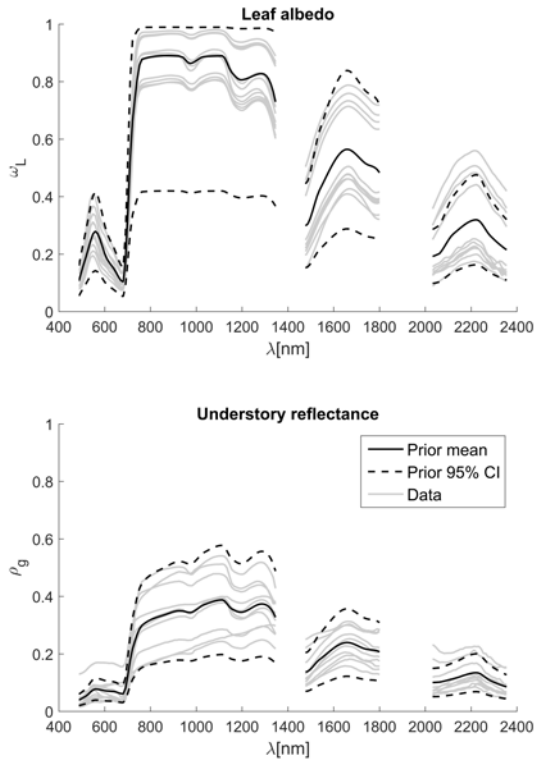 Leaf albedo
1
0.8
0.6
0.4
0.2
0
ω_L
400 600 800 1000 1200 1400 1600 1800 2000 2200 2400
λ[nm]
Understory reflectance
1
0.8
0.6
0.4
0.2
0
ρ_g
Prior mean
Prior 95% CI
Data
400 600 800 1000 1200 1400 1600 1800 2000 2200 2400
λ[nm]